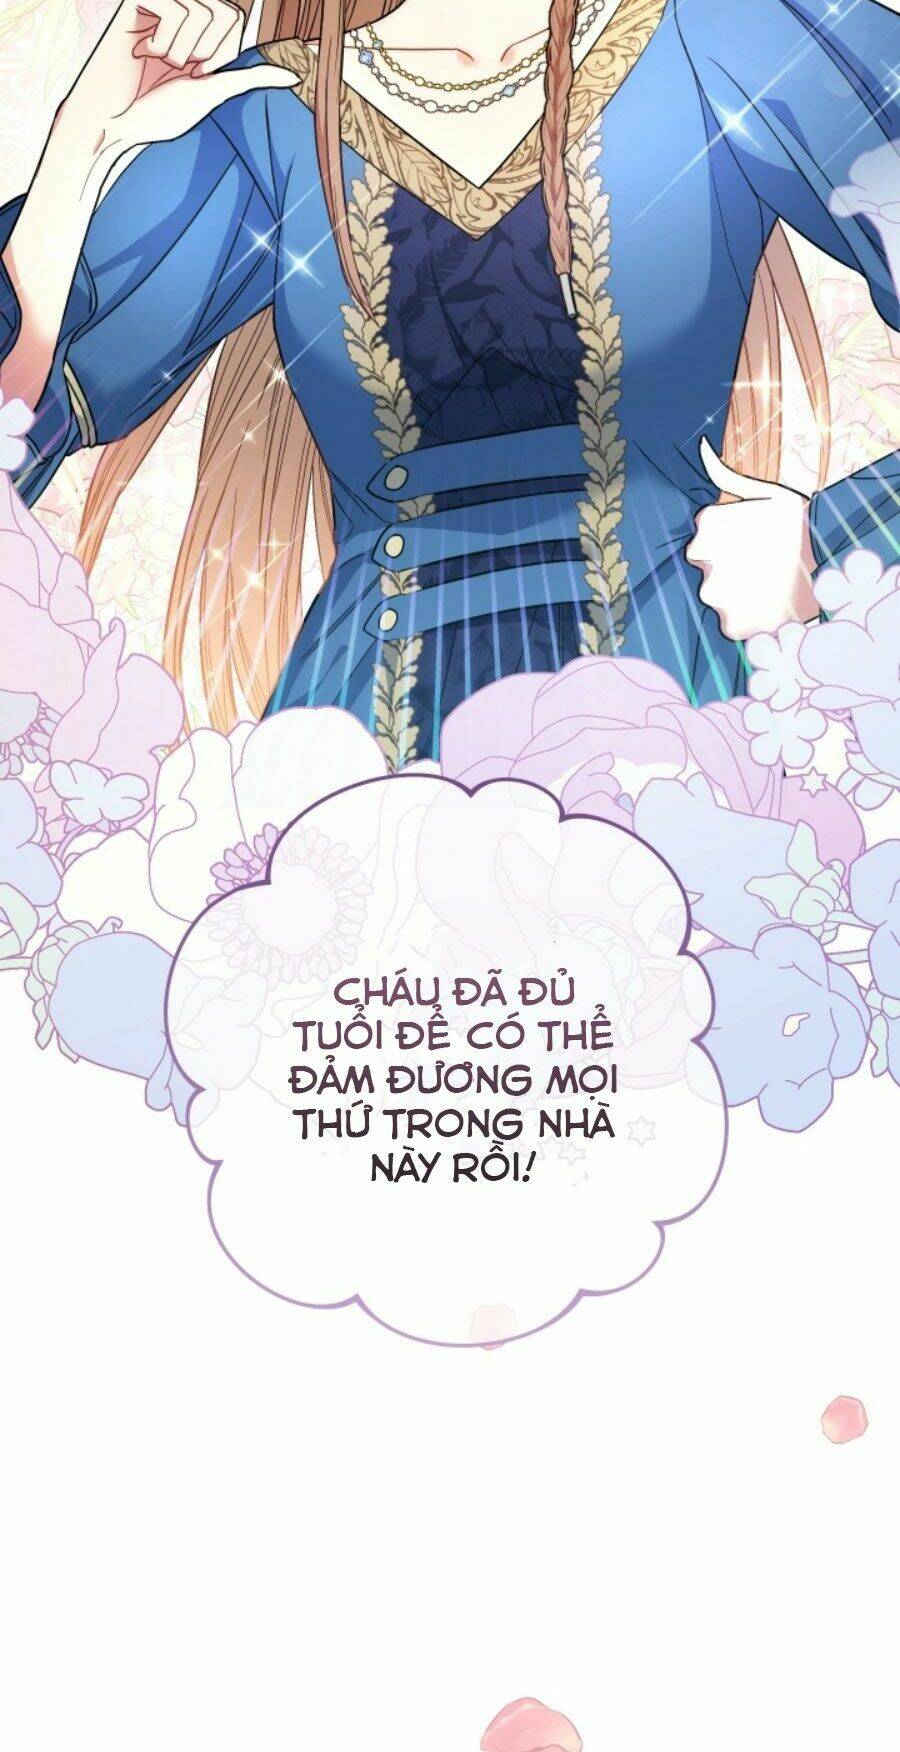 CHÁU ĐÃ ĐỦ
TUỔI ĐỂ CÓ THỂ
ĐẢM ĐƯƠNG MỌI
THỨ TRONG NHÀ
NÀY RỒI!